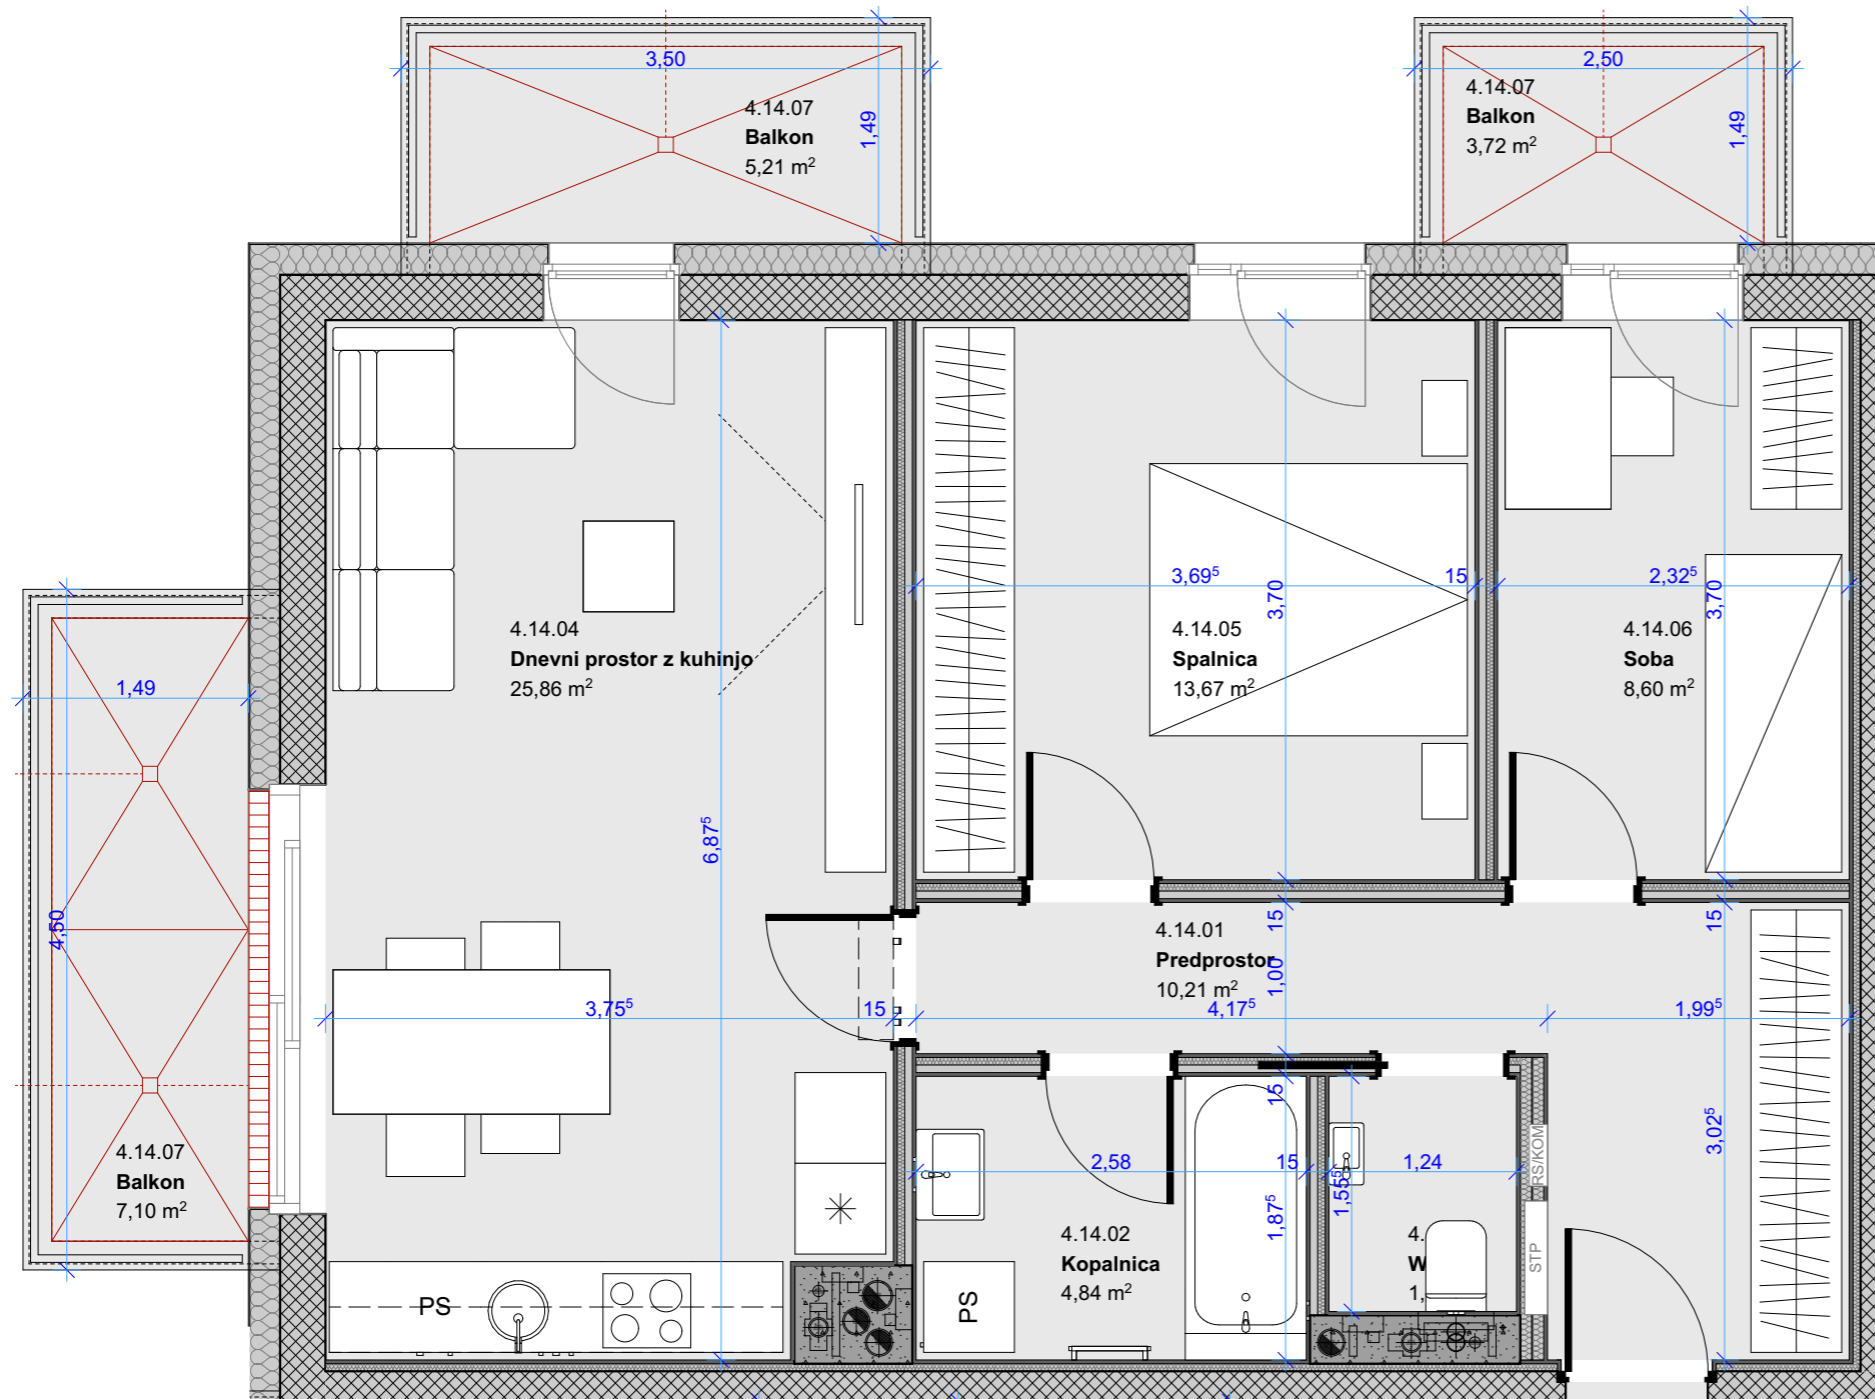 3,50
4.14.07
Balkon
5,21 m²
1,49
2,50
4.14.07
Balkon
3,72 m²
1,49
3,69⁵
15
3,70
2,32⁵
3,70
4.14.04
Dnevni prostor z kuhinjo
25,86 m²
4.14.05
Spalnica
13,67 m²
4.14.06
Soba
8,60 m²
1,49
4,50
6,87⁵
4.14.01
Predprostor
10,21 m²
15
1,00
15
3,75⁵
15
4,17⁵
1,99⁵
4.14.07
Balkon
7,10 m²
2,58
15
15
1,87⁵
1,24
1,55⁵
3,02⁵
RS/KOM
STP
4.14.02
Kopalnica
4,84 m²
4.
W
1,
PS
PS